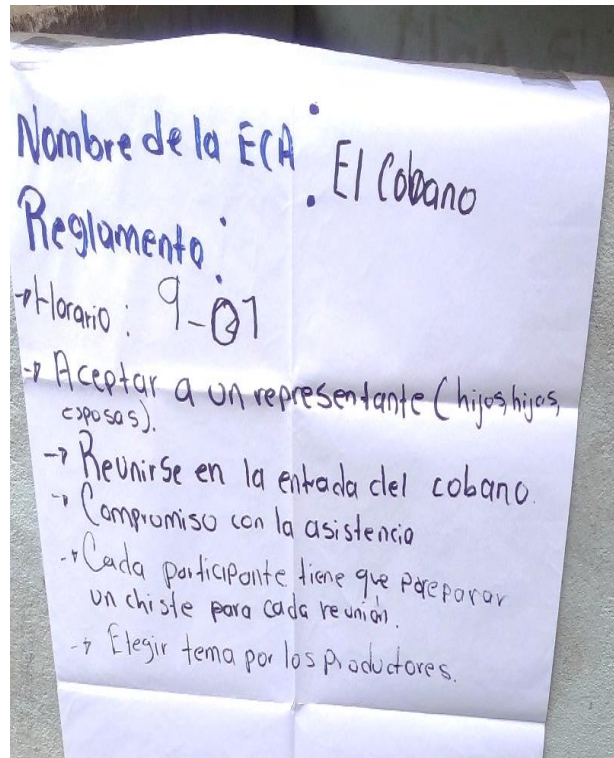 Nombre de la ECA: El Cobano
Reglamento:
→ Horario: 9-01
→ Aceptar a un representante (hijos, hijas,
esposas).
→ Reunirse en la entrada del cobano.
→ Compromiso con la asistencia
→ Cada participante tiene que preparar
un chiste para cada reunión.
→ Elegir tema por los productores.